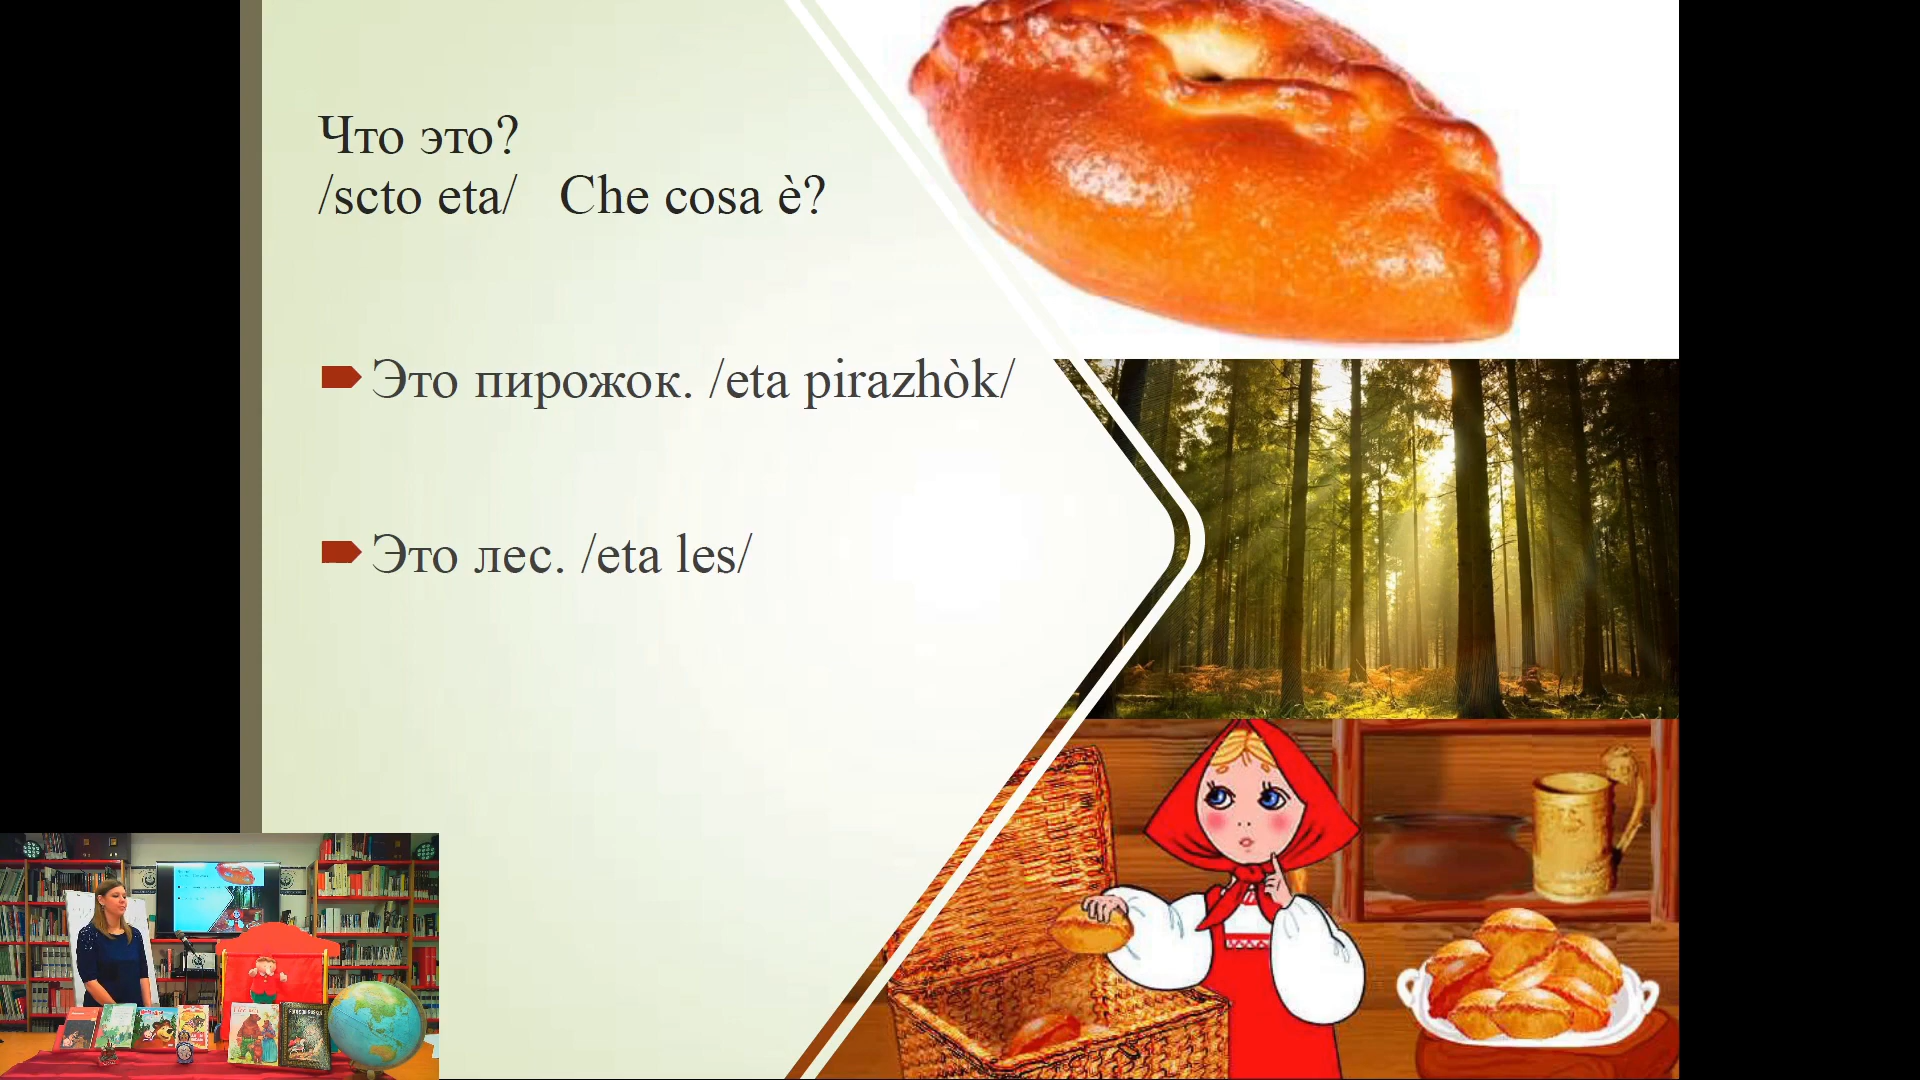 Что это?
/scto eta/ Che cosa è?
Это пирожок. /eta pirazhòk/
Это лес. /eta les/